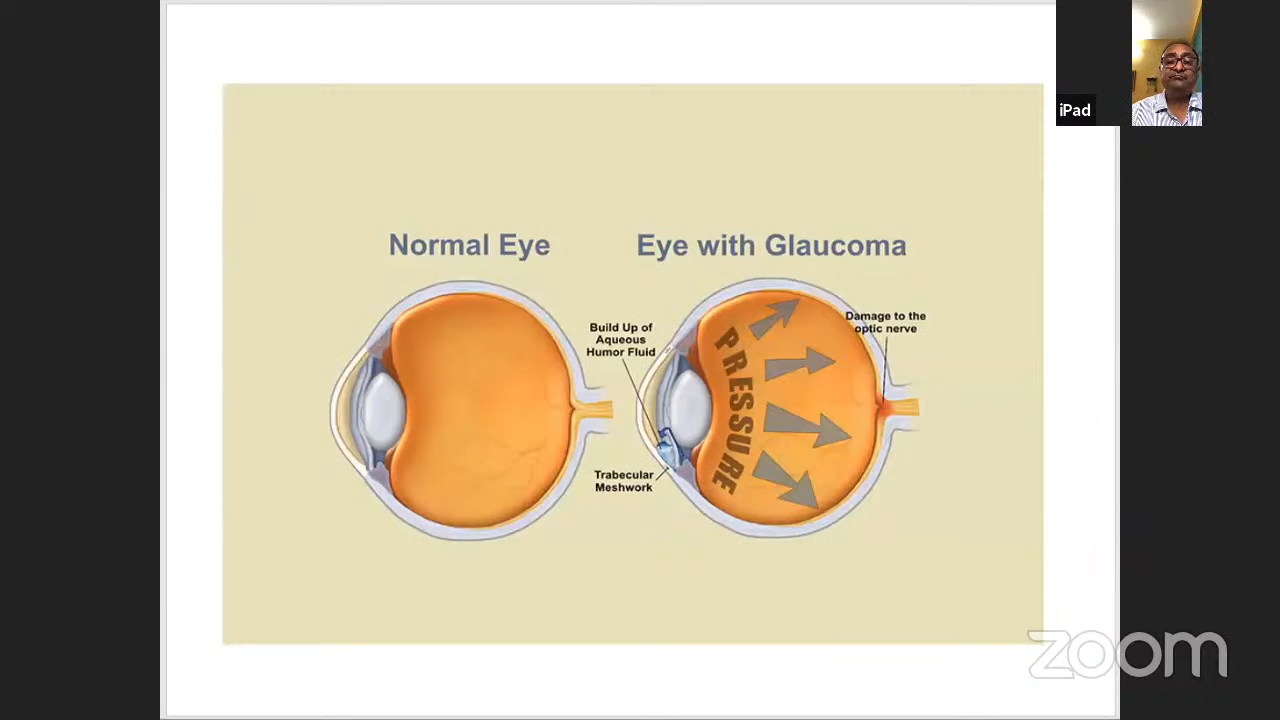 iPad
Normal Eye
Eye with Glaucoma
Build Up of
Aqueous
Humor Fluid
Damage to the
optic nerve
PRESSURE
Trabecular
Meshwork
zoom